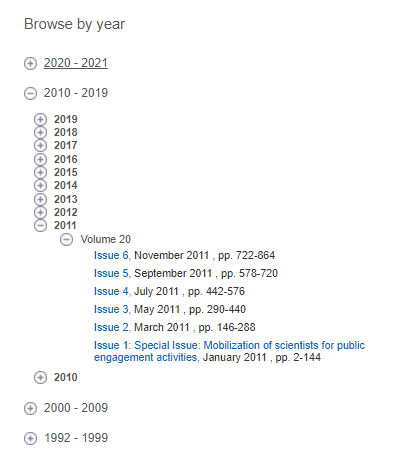 Browse by year
2020 - 2021
2010 - 2019
2019
2018
2017
2016
2015
2014
2013
2012
2011
Volume 20
Issue 6, November 2011 , pp. 722-864
Issue 5, September 2011 , pp. 578-720
Issue 4, July 2011 , pp. 442-576
Issue 3, May 2011 , pp. 290-440
Issue 2, March 2011 , pp. 146-288
Issue 1: Special Issue: Mobilization of scientists for public
engagement activities, January 2011 , pp. 2-144
2010
2000 - 2009
1992 - 1999